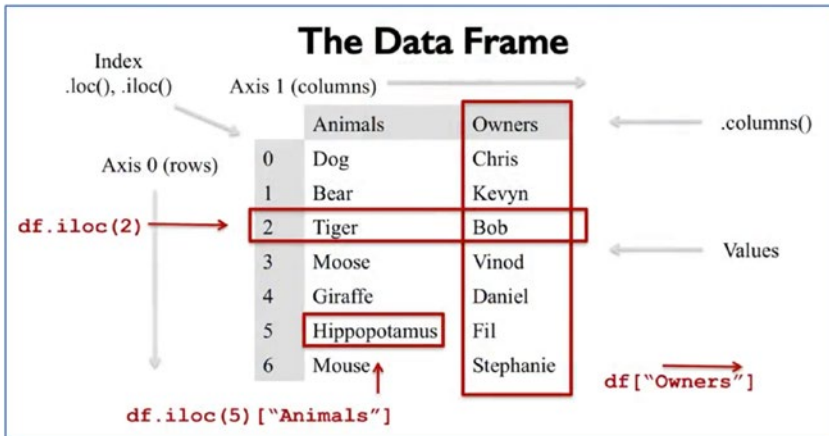 The Data Frame
Index
.loc(), .iloc()
Axis 1 (columns)
Animals Owners
.columns()
Axis 0 (rows)
0 Dog Chris
1 Bear Kevyn
df.iloc(2)
2 Tiger Bob
3 Moose Vinod
Values
4 Giraffe Daniel
5 Hippopotamus Fil
6 Mouse Stephanie
df[“Owners”]
df.iloc(5)[“Animals”]